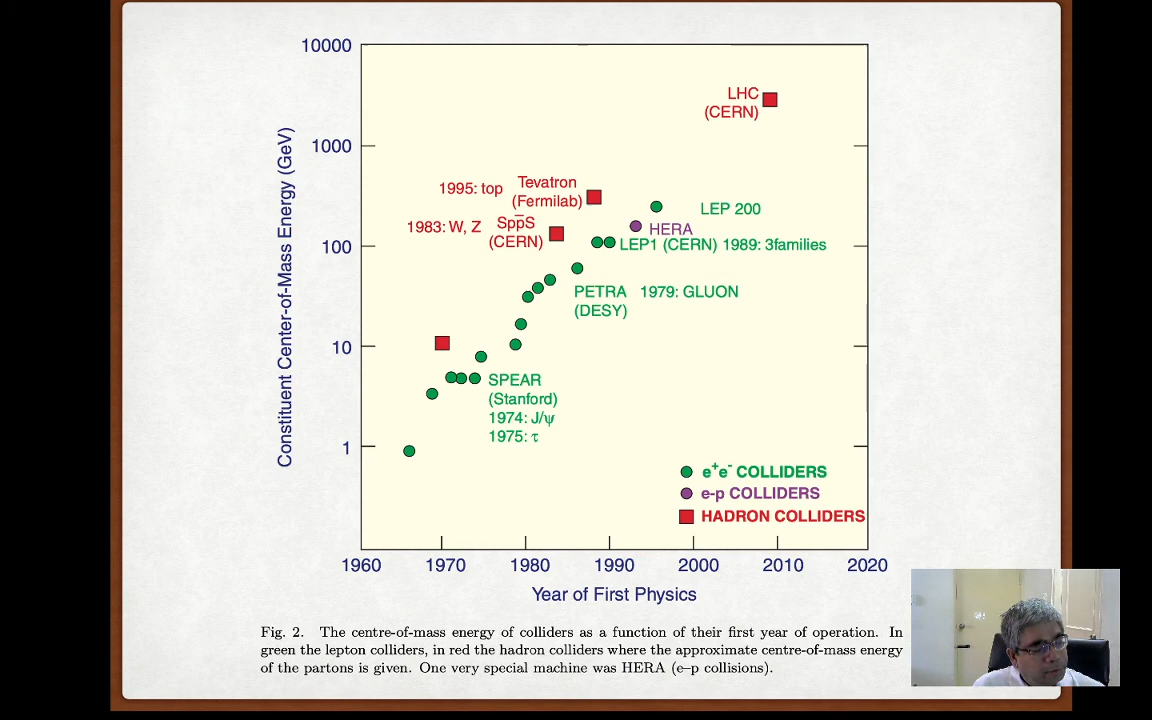 10000
1000
100
10
1
Constituent Center-of-Mass Energy (GeV)
LHC
(CERN)
1995: top
Tevatron
(Fermilab)
1983: W, Z
Spp̅S
(CERN)
LEP 200
HERA
LEP1 (CERN) 1989: 3families
PETRA 1979: GLUON
(DESY)
SPEAR
(Stanford)
1974: J/ψ
1975: τ
e⁺e⁻ COLLIDERS
e-p COLLIDERS
HADRON COLLIDERS
1960 1970 1980 1990 2000 2010 2020
Year of First Physics
Fig. 2. The centre-of-mass energy of colliders as a function of their first year of operation. In
green the lepton colliders, in red the hadron colliders where the approximate centre-of-mass energy
of the partons is given. One very special machine was HERA (e–p collisions).